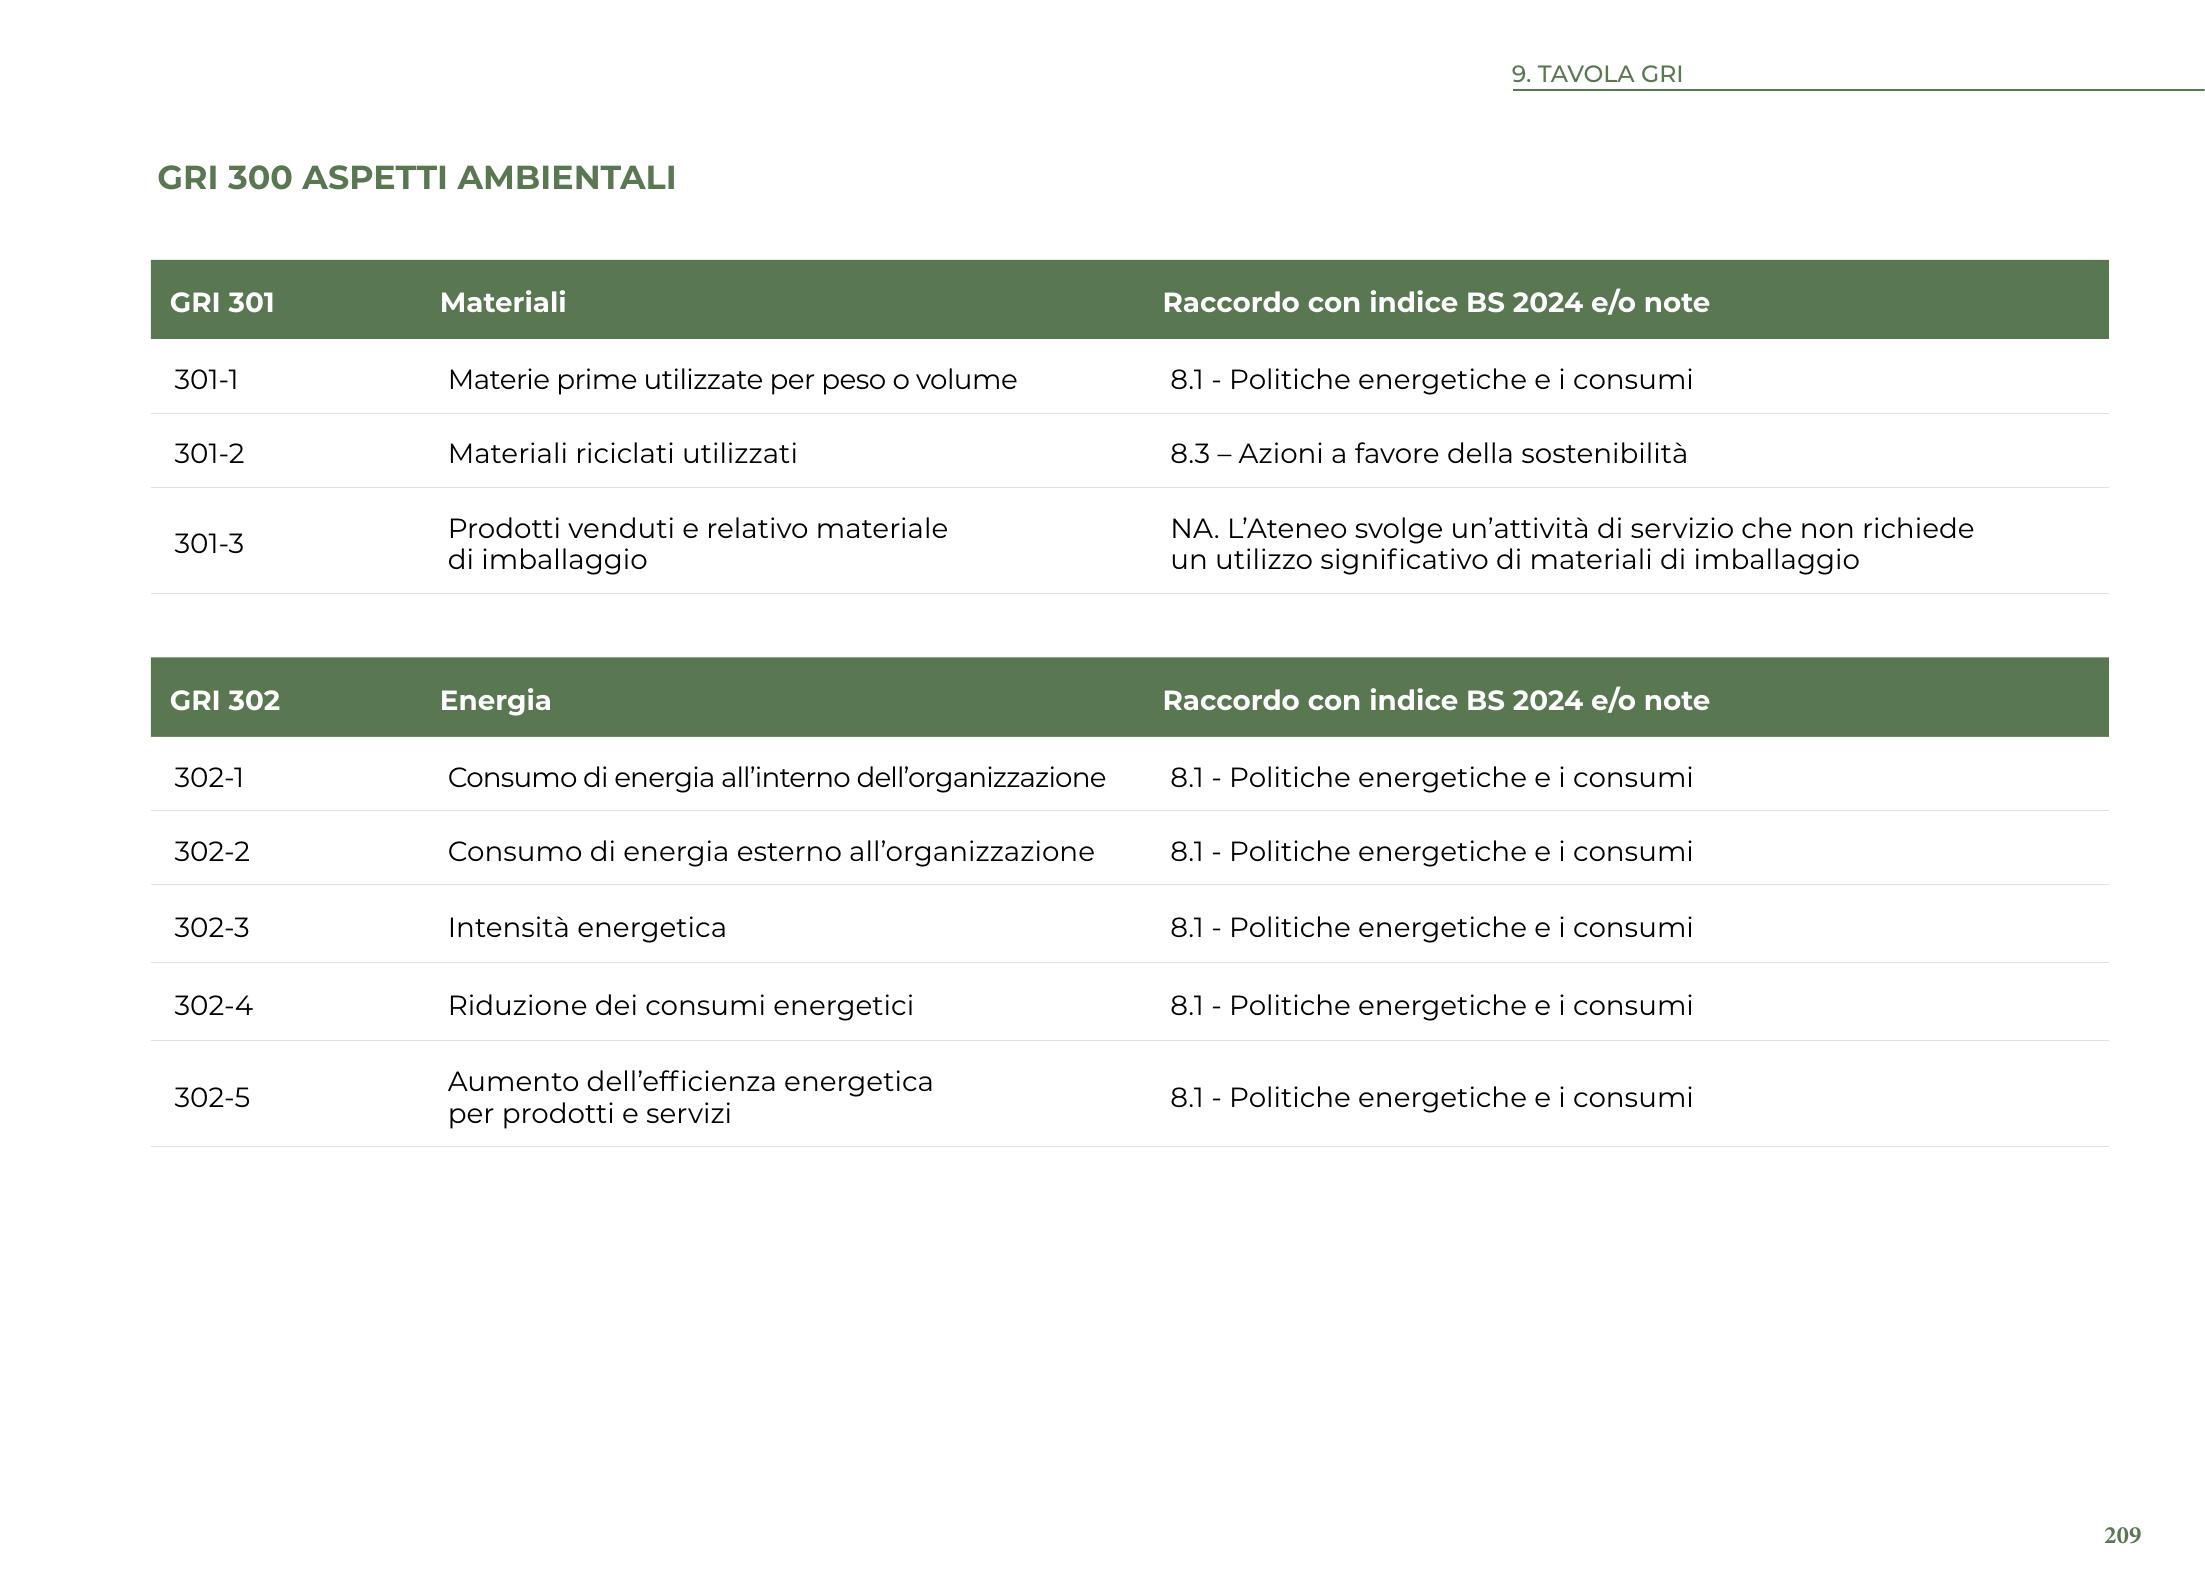 9. TAVOLA GRI
GRI 300 ASPETTI AMBIENTALI
GRI 301 Materiali Raccordo con indice BS 2024 e/o note
301-1 Materie prime utilizzate per peso o volume 8.1 - Politiche energetiche e i consumi
301-2 Materiali riciclati utilizzati 8.3 – Azioni a favore della sostenibilità
301-3 Prodotti venduti e relativo materiale
di imballaggio
NA. L’Ateneo svolge un’attività di servizio che non richiede
un utilizzo significativo di materiali di imballaggio
GRI 302 Energia Raccordo con indice BS 2024 e/o note
302-1 Consumo di energia all’interno dell’organizzazione 8.1 - Politiche energetiche e i consumi
302-2 Consumo di energia esterno all’organizzazione 8.1 - Politiche energetiche e i consumi
302-3 Intensità energetica 8.1 - Politiche energetiche e i consumi
302-4 Riduzione dei consumi energetici 8.1 - Politiche energetiche e i consumi
302-5 Aumento dell’efficienza energetica
per prodotti e servizi
8.1 - Politiche energetiche e i consumi
209